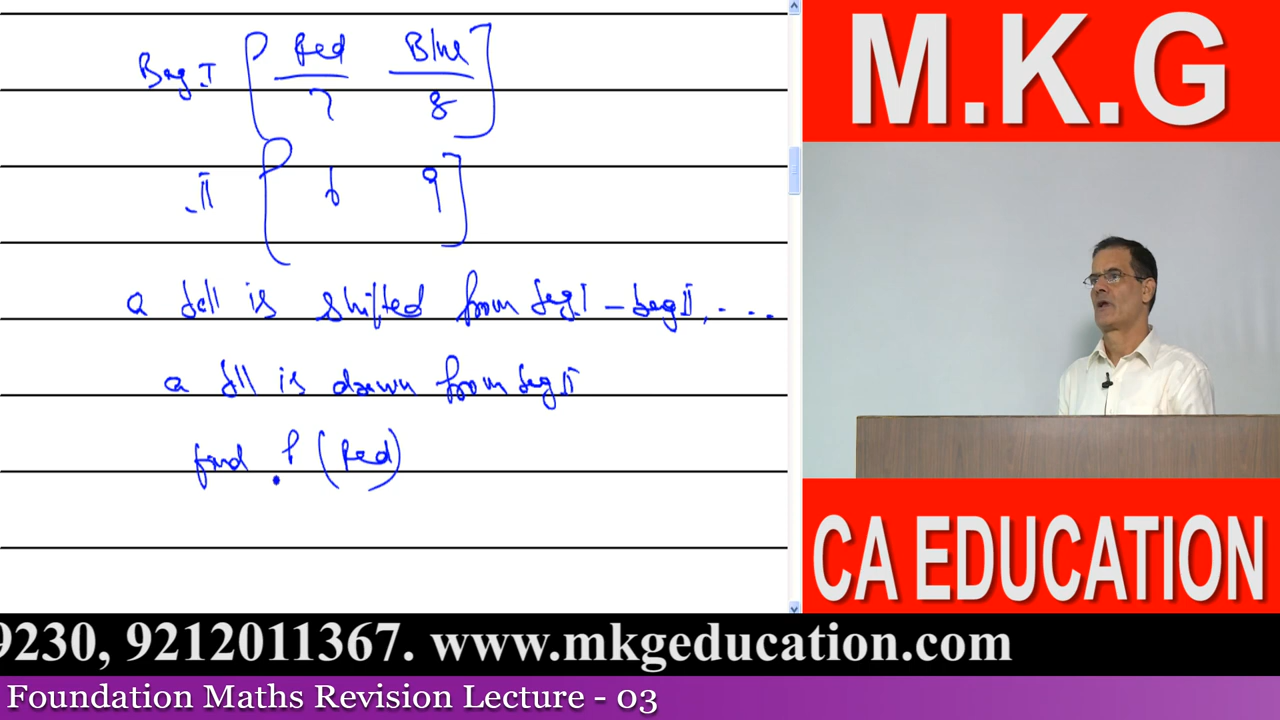 Bag I Red Blue
7 8
II 6 9
a ball is shifted from bag I – bag II, ....
a ball is drawn from bag II
find P (Red)
M.K.G
CA EDUCATION
9230, 9212011367. www.mkgeducation.com
Foundation Maths Revision Lecture - 03